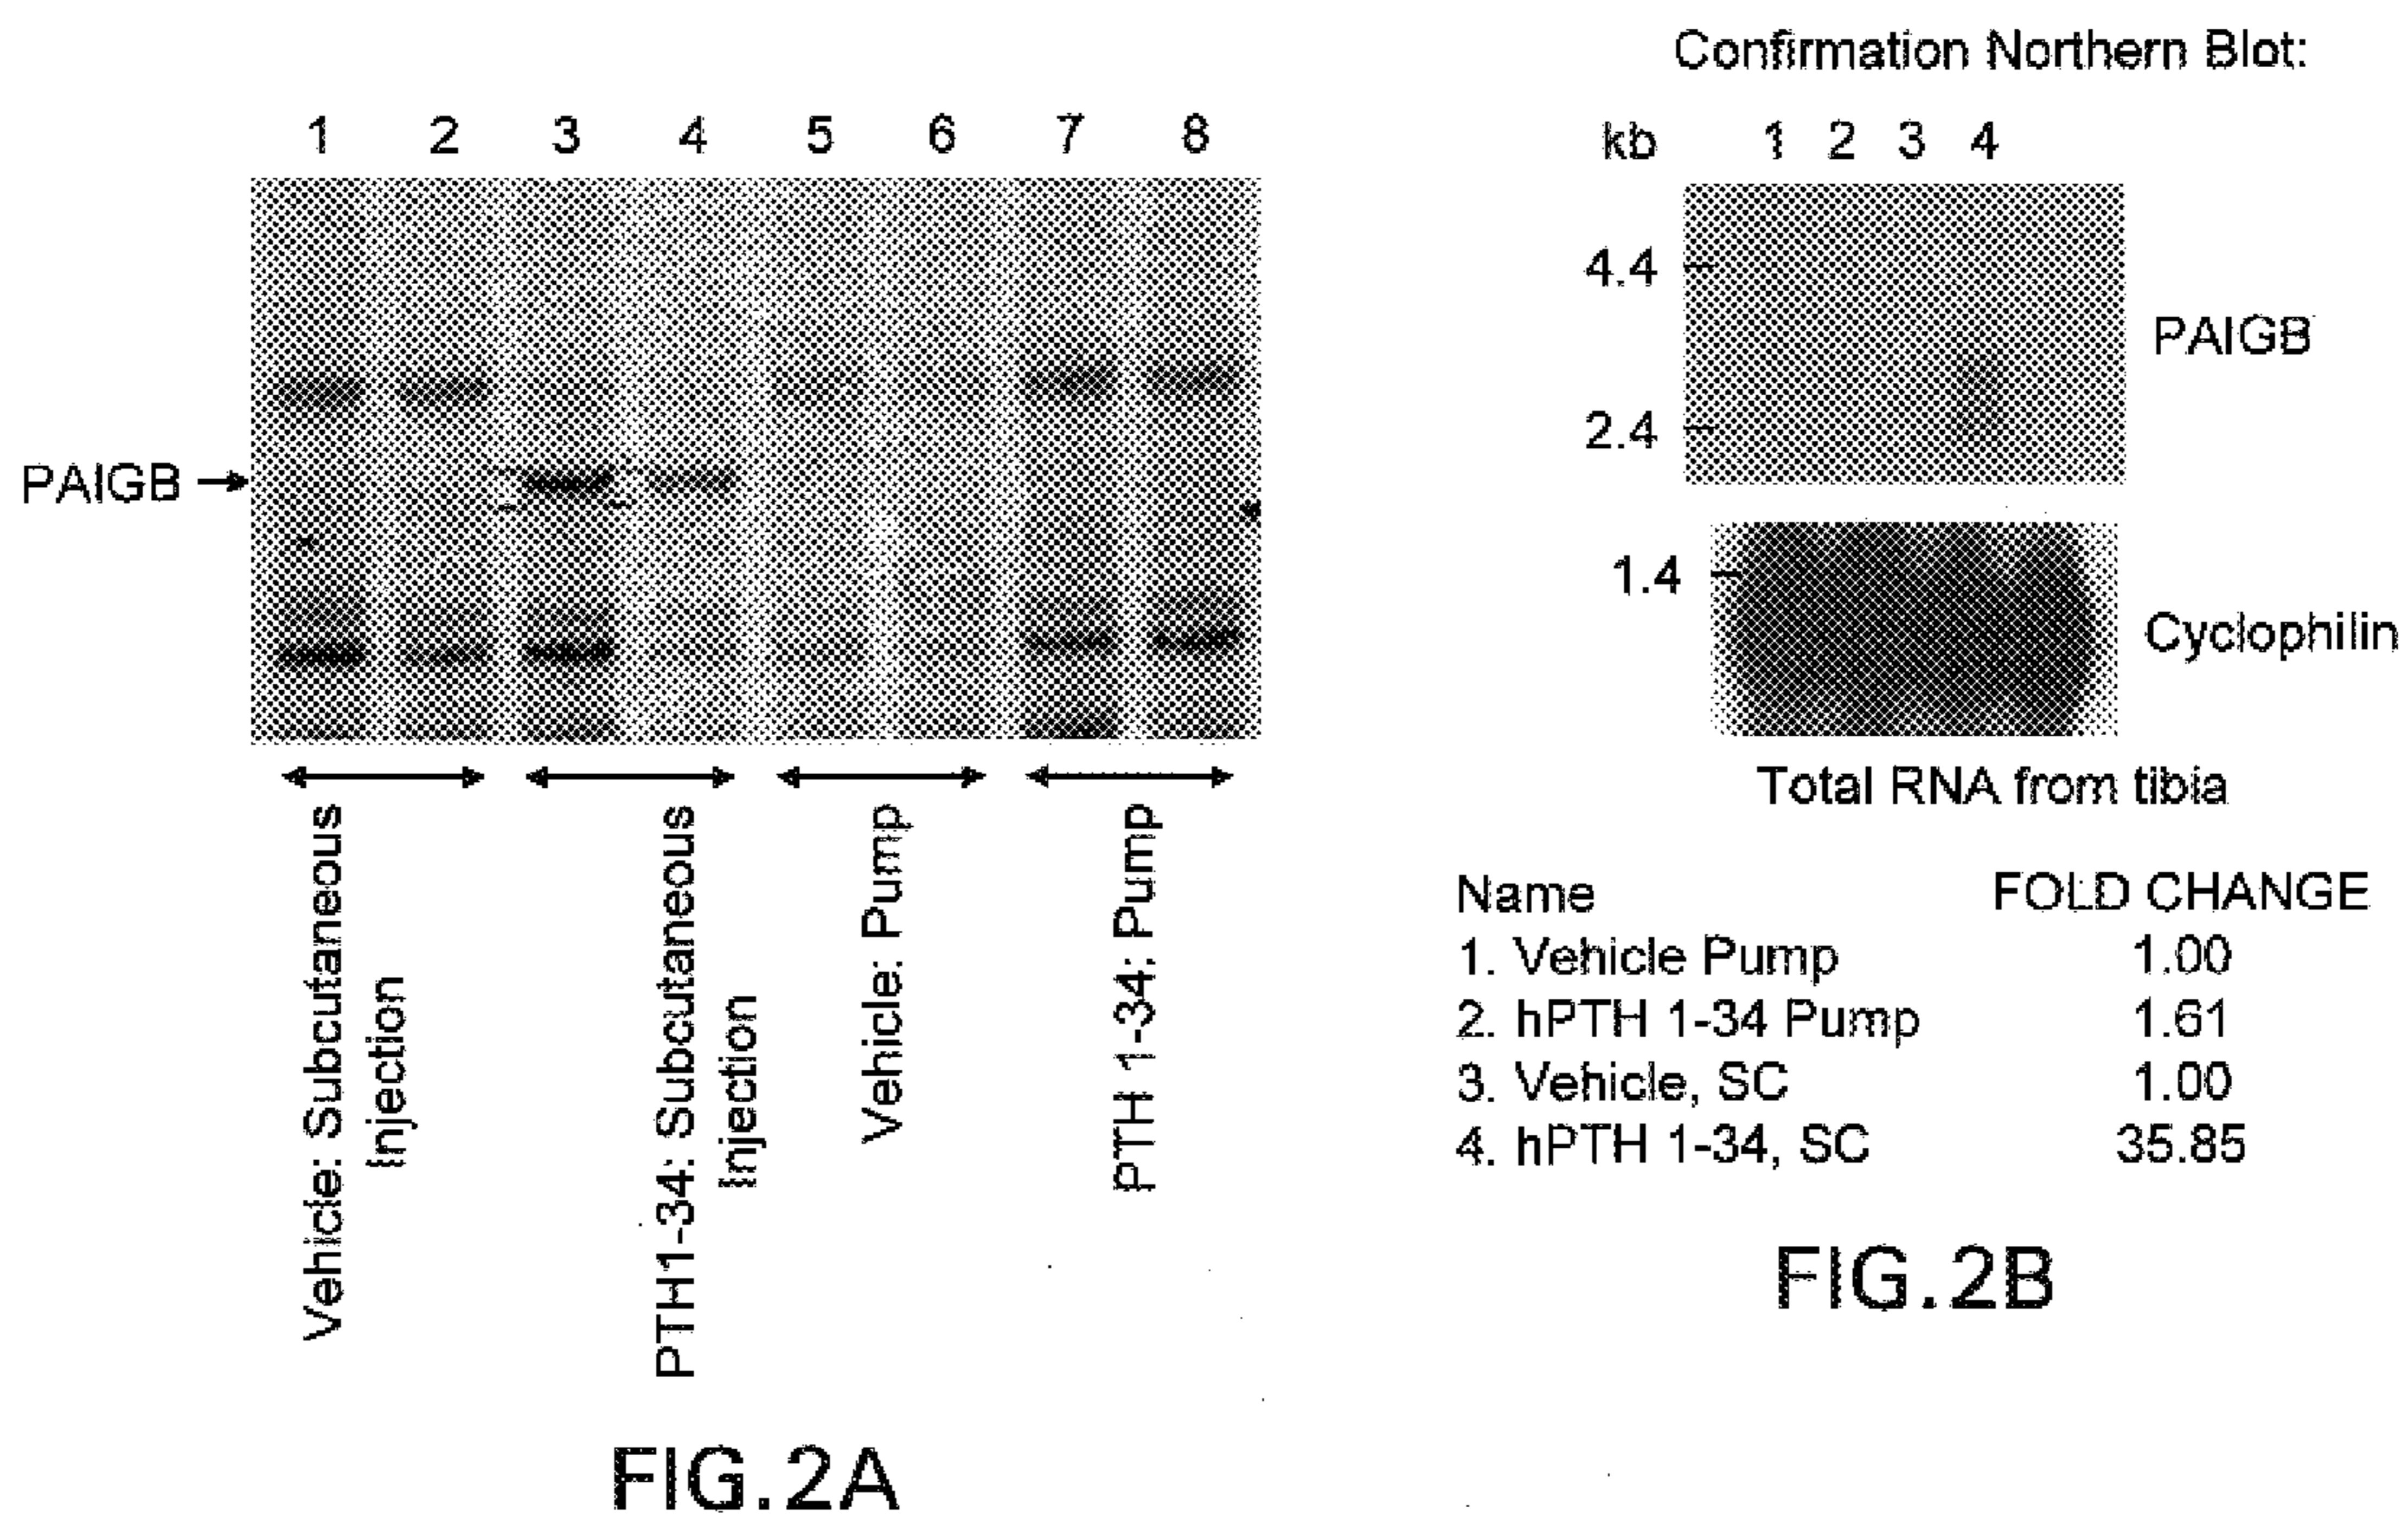 1 2 3 4 5 6 7 8
PAIGB
Vehicle: Subcutaneous
Injection
PTH1-34: Subcutaneous
Injection
Vehicle: Pump
PTH 1-34: Pump
FIG.2A
Confirmation Northern Blot:
kb 1 2 3 4
4.4
PAIGB
2.4
1.4
Cyclophilin
Total RNA from tibia
Name FOLD CHANGE
1. Vehicle Pump 1.00
2. hPTH 1-34 Pump 1.61
3. Vehicle, SC 1.00
4. hPTH 1-34, SC 35.85
FIG.2B